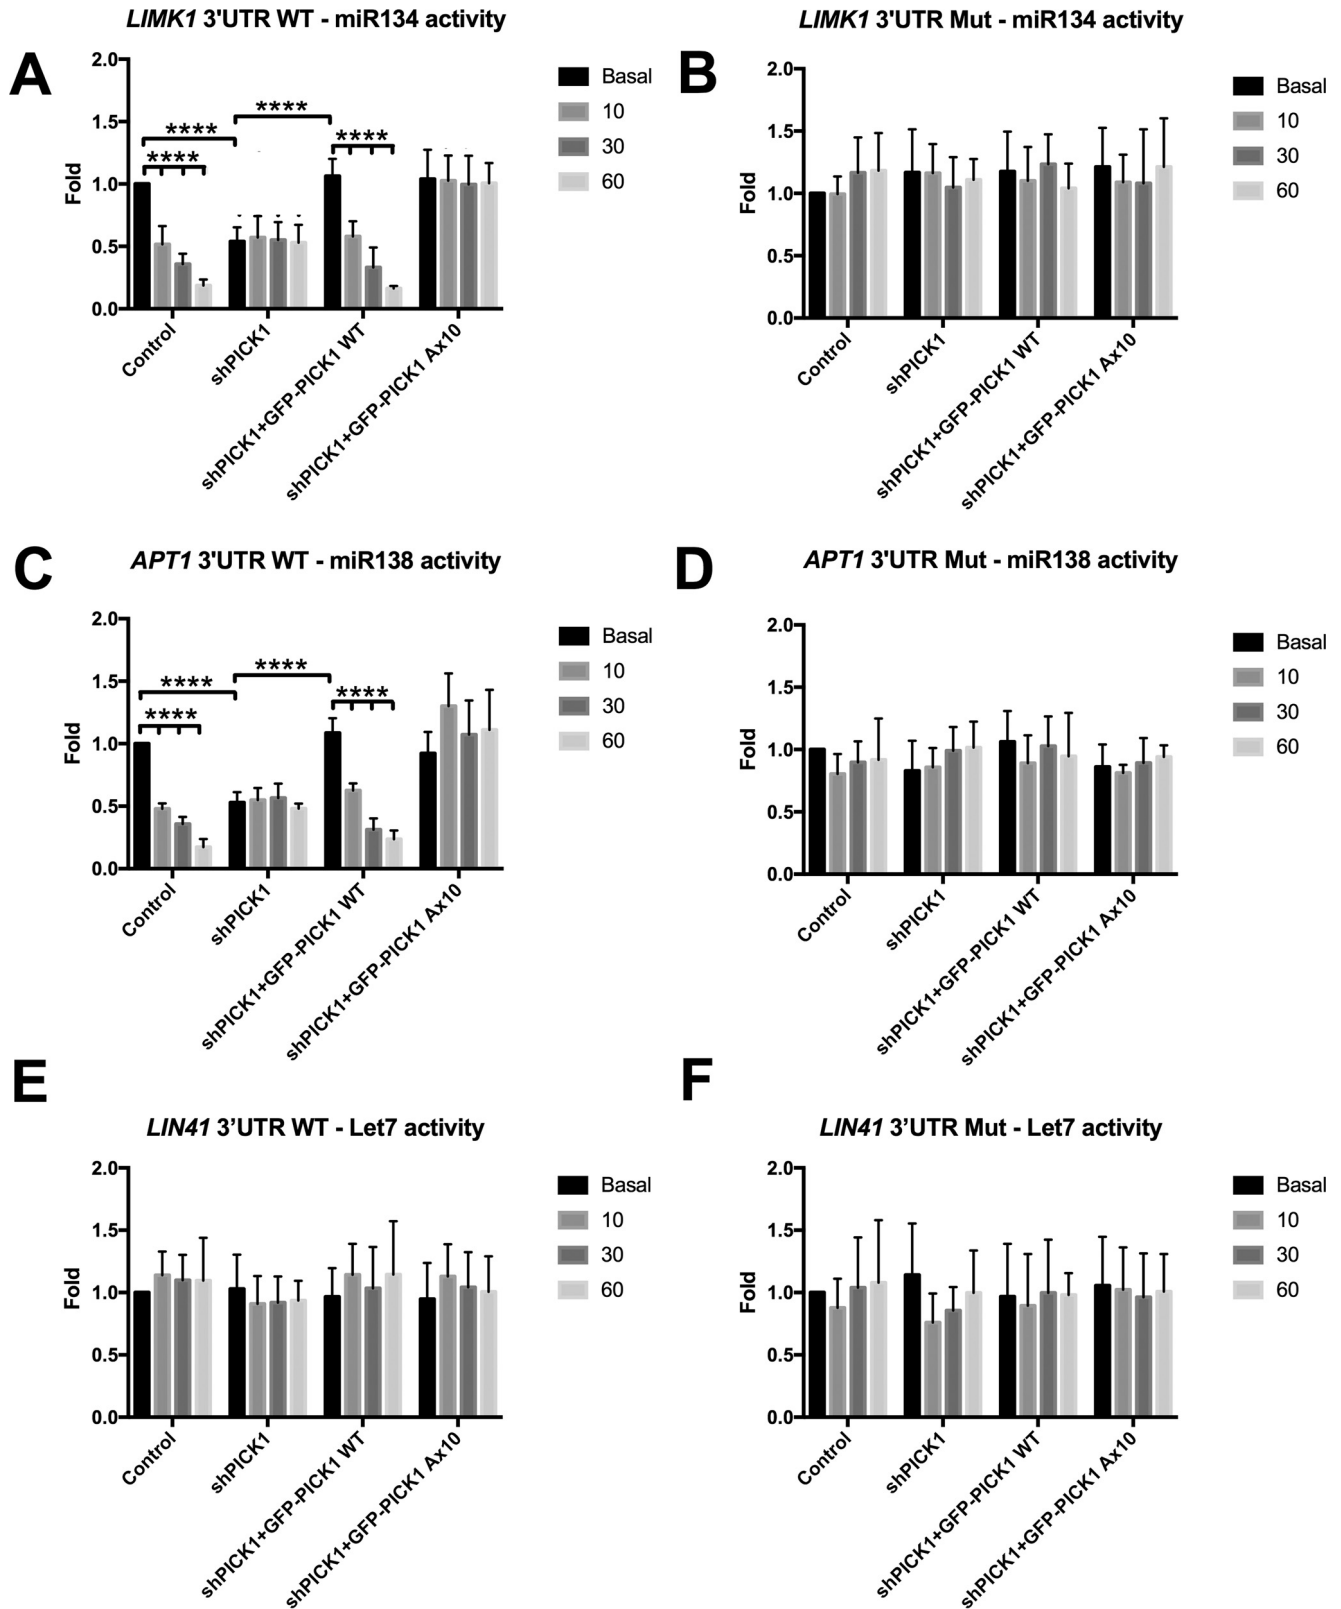 LIMK1 3'UTR WT - miR134 activity
A
2.0
1.5
1.0
0.5
0.0
Fold
****
****
****
****
Basal
10
30
60
Control
shPICK1
shPICK1+GFP-PICK1 WT
shPICK1+GFP-PICK1 Ax10
LIMK1 3'UTR Mut - miR134 activity
B
2.0
1.5
1.0
0.5
0.0
Fold
Basal
10
30
60
Control
shPICK1
shPICK1+GFP-PICK1 WT
shPICK1+GFP-PICK1 Ax10
C
APT1 3'UTR WT - miR138 activity
2.0
1.5
1.0
0.5
0.0
Fold
****
****
****
****
Basal
10
30
60
Control
shPICK1
shPICK1+GFP-PICK1 WT
shPICK1+GFP-PICK1 Ax10
D
APT1 3'UTR Mut - miR138 activity
2.0
1.5
1.0
0.5
0.0
Fold
Basal
10
30
60
Control
shPICK1
shPICK1+GFP-PICK1 WT
shPICK1+GFP-PICK1 Ax10
E
LIN41 3’UTR WT - Let7 activity
2.0
1.5
1.0
0.5
0.0
Fold
Basal
10
30
60
Control
shPICK1
shPICK1+GFP-PICK1 WT
shPICK1+GFP-PICK1 Ax10
F
LIN41 3’UTR Mut - Let7 activity
2.0
1.5
1.0
0.5
0.0
Fold
Basal
10
30
60
Control
shPICK1
shPICK1+GFP-PICK1 WT
shPICK1+GFP-PICK1 Ax10